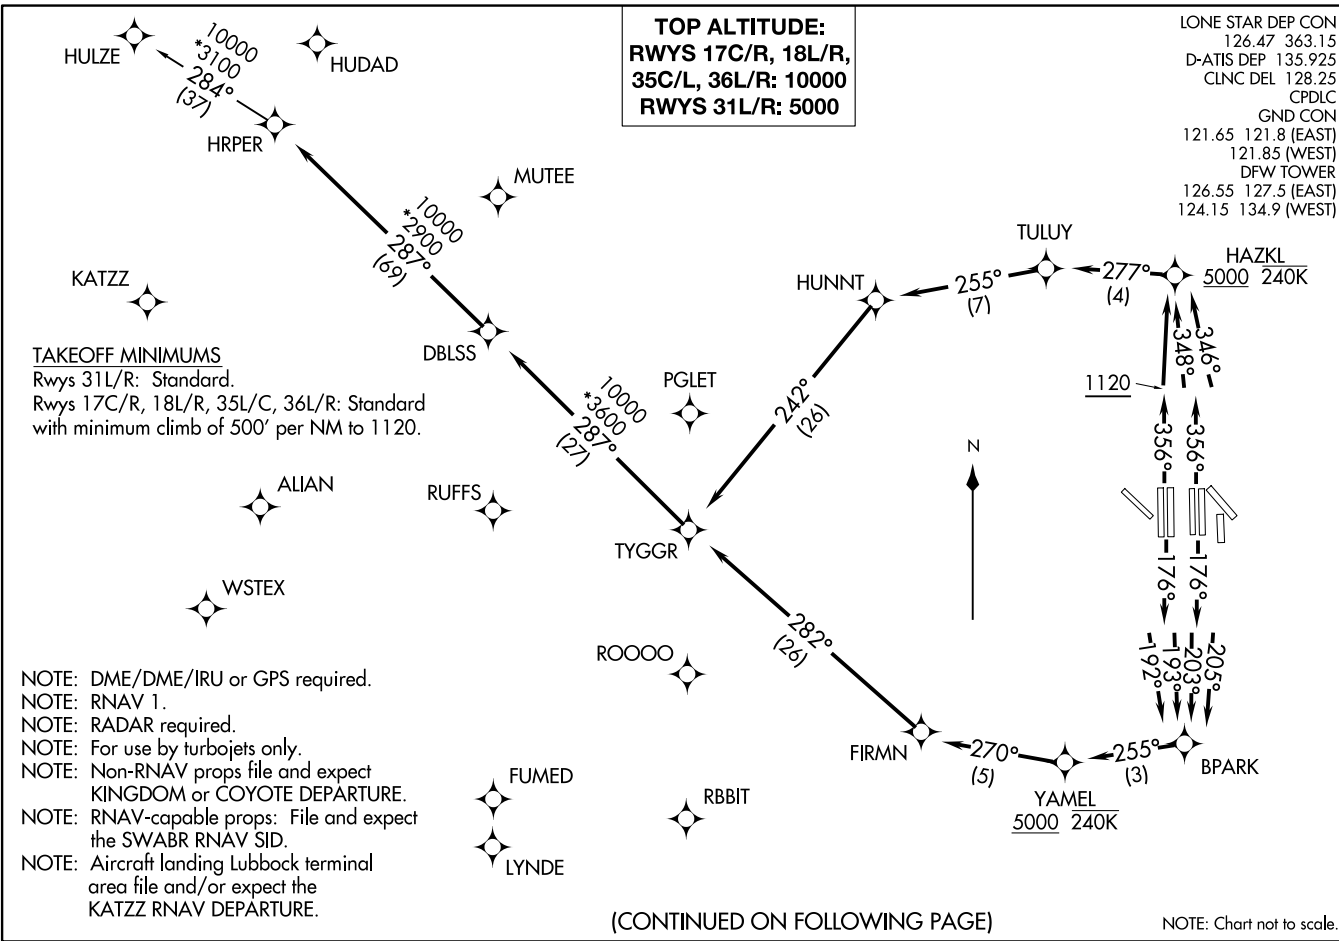 TOP ALTITUDE:
RWYS 17C/R, 18L/R,
35C/L, 36L/R: 10000
RWYS 31L/R: 5000
LONE STAR DEP CON
126.47 363.15
D-ATIS DEP 135.925
CLNC DEL 128.25
CPDLC
GND CON
121.65 121.8 (EAST)
121.85 (WEST)
DFW TOWER
126.55 127.5 (EAST)
124.15 134.9 (WEST)
HULZE
HUDAD
10000
*3100
284°
(37)
HRPER
MUTEE
10000
*2900
287°
(69)
KATZZ
DBLSS
TULUY
HAZKL
5000 240K
277°
(4)
HUNNT
255°
(7)
346°
348°
1120
356°
356°
TAKEOFF MINIMUMS
Rwys 31L/R: Standard.
Rwys 17C/R, 18L/R, 35L/C, 36L/R: Standard
with minimum climb of 500' per NM to 1120.
PGLET
10000
*3600
287°
(27)
242°
(26)
N
ALIAN
RUFFS
TYGGR
WSTEX
282°
(26)
ROOOO
176°
176°
192°
193°
203°
205°
FIRMN
270°
(5)
255°
(3)
BPARK
YAMEL
5000 240K
FUMED
RBBIT
LYNDE
NOTE: DME/DME/IRU or GPS required.
NOTE: RNAV 1.
NOTE: RADAR required.
NOTE: For use by turbojets only.
NOTE: Non-RNAV props file and expect
KINGDOM or COYOTE DEPARTURE.
NOTE: RNAV-capable props: File and expect
the SWABR RNAV SID.
NOTE: Aircraft landing Lubbock terminal
area file and/or expect the
KATZZ RNAV DEPARTURE.
(CONTINUED ON FOLLOWING PAGE)
NOTE: Chart not to scale.